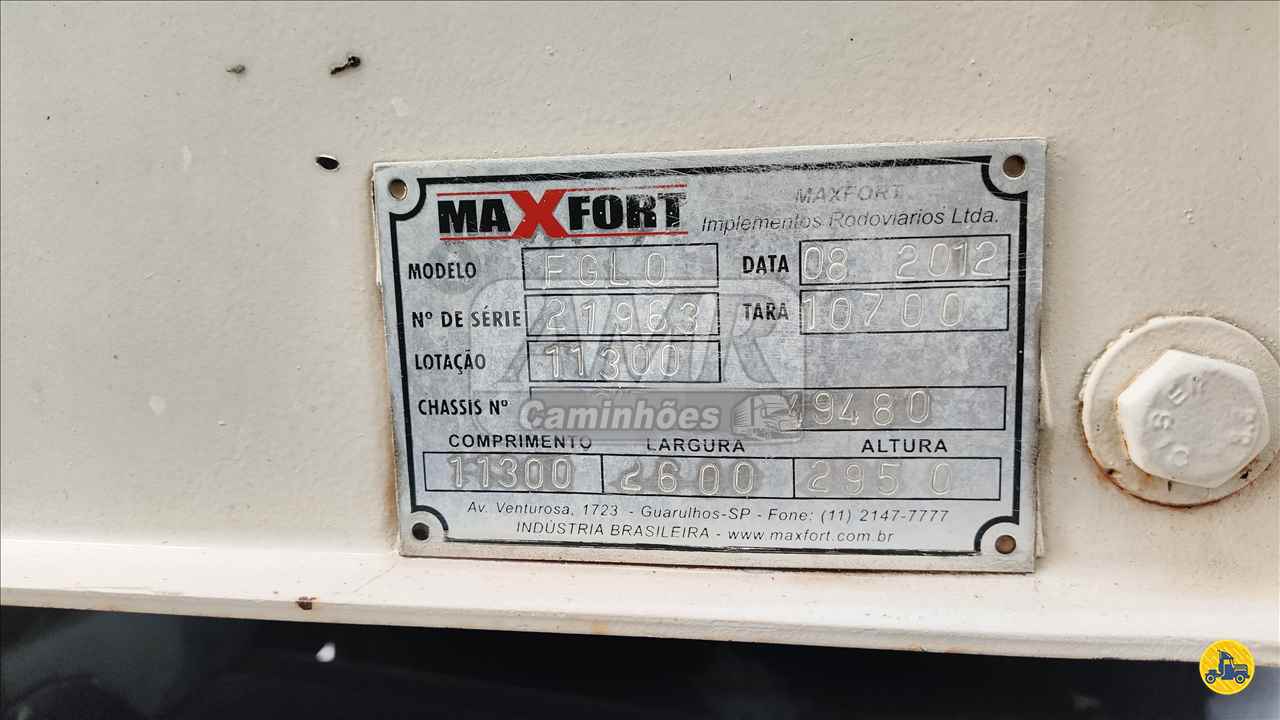 MAXFORT MAXFORT
Implementos Rodoviarios Ltda.
MODELO FGLO DATA 08 2012
Nº DE SÉRIE 21963 TARA 10700
LOTAÇÃO 11300
CHASSIS Nº 49480
Caminhões
COMPRIMENTO LARGURA ALTURA
11300 2600 2950
Av. Venturosa, 1723 - Guarulhos-SP - Fone: (11) 2147-7777
INDUSTRIA BRASILEIRA - www.maxfort.com.br